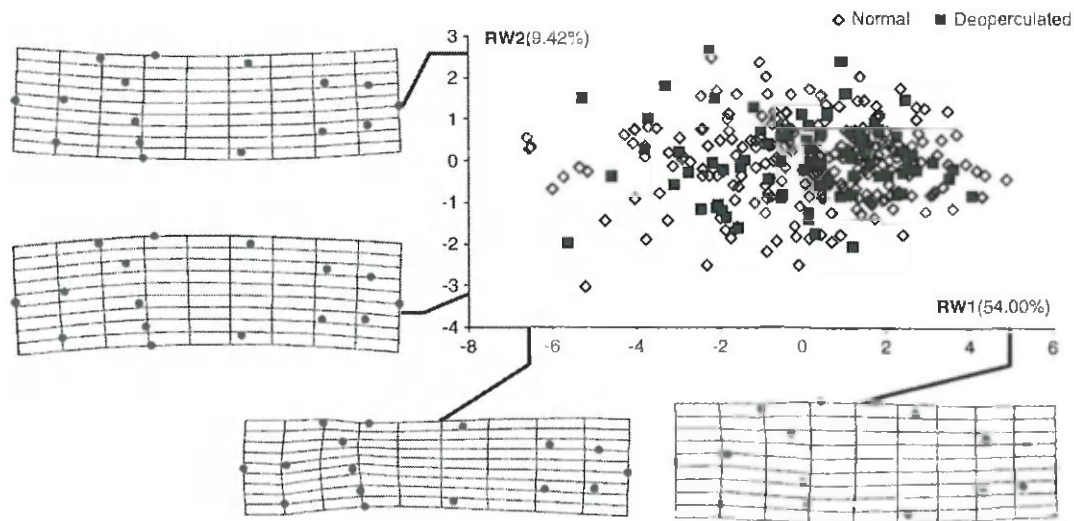 ◇ Normal ■ Deoperculated
RW2(9.42%)
3
2
1
0
-1
-2
-3
-4
RW1(54.00%)
-8 -6 -4 -2 0 2 4 6